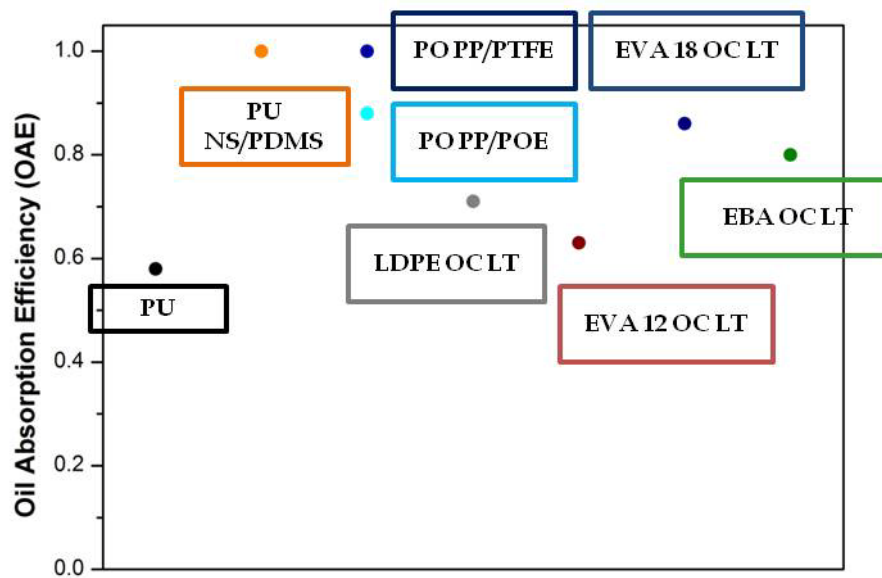 Oil Absorption Efficiency (OAE)
1.0
0.8
0.6
0.4
0.2
0.0
PO PP/PTFE
EVA 18 OC LT
PU
NS/PDMS
PO PP/POE
EBA OC LT
LDPE OC LT
PU
EVA 12 OC LT